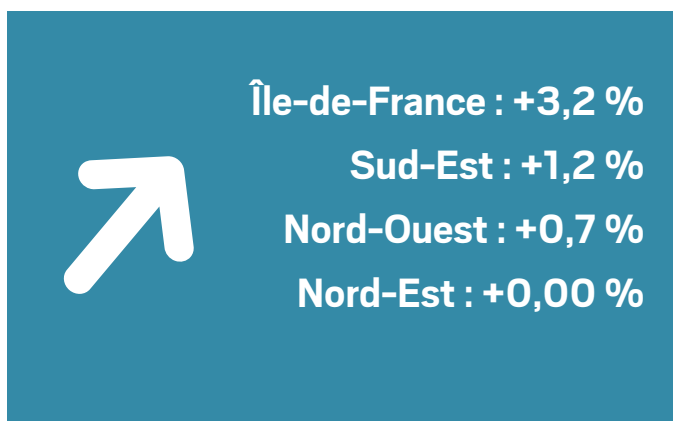 Île-de-France : +3,2 %
Sud-Est : +1,2 %
Nord-Ouest : +0,7 %
Nord-Est : +0,00 %